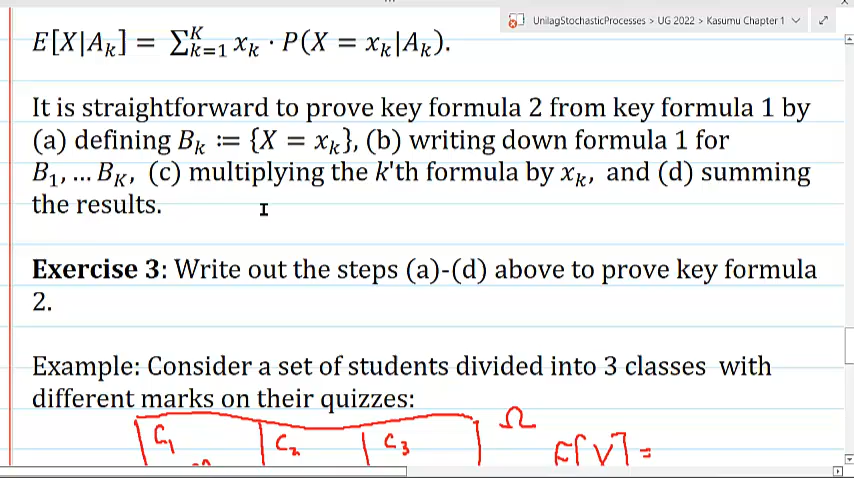 UnilagStochasticProcesses > UG 2022 > Kasumu Chapter 1
E[X|A_k] = ∑_{k=1}^{K} x_k · P(X = x_k|A_k).
It is straightforward to prove key formula 2 from key formula 1 by
(a) defining B_k := {X = x_k}, (b) writing down formula 1 for
B_1, … B_K, (c) multiplying the k'th formula by x_k, and (d) summing
the results.
Exercise 3: Write out the steps (a)-(d) above to prove key formula
2.
Example: Consider a set of students divided into 3 classes with
different marks on their quizzes:
C_1 C_2 C_3 Ω E[V] =